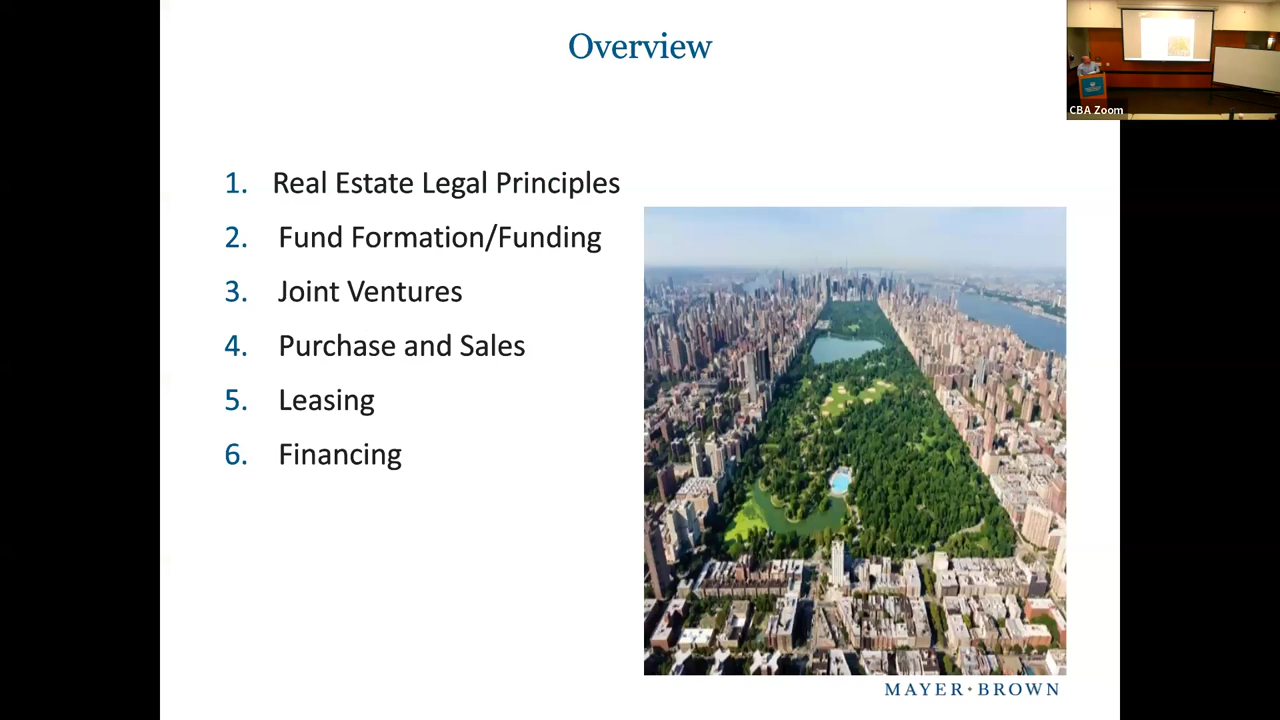 Overview
CBA Zoom
1. Real Estate Legal Principles
2. Fund Formation/Funding
3. Joint Ventures
4. Purchase and Sales
5. Leasing
6. Financing
MAYER•BROWN